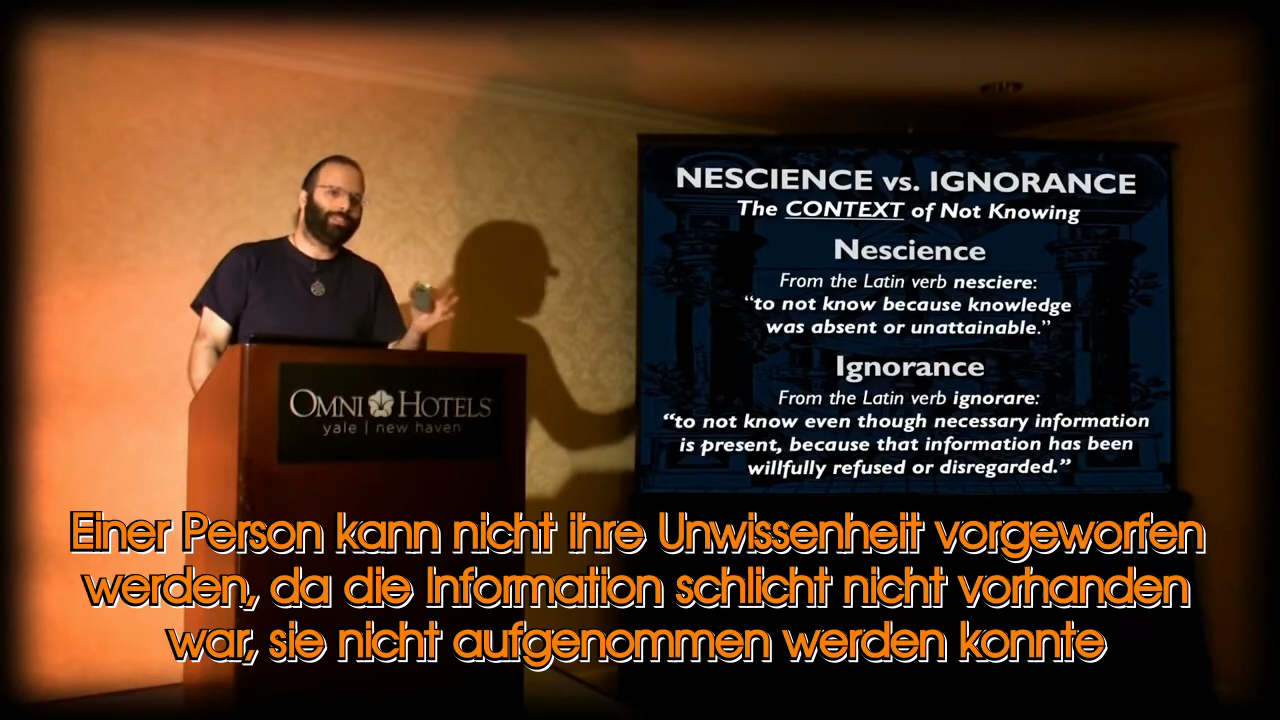 NESCIENCE vs. IGNORANCE
The CONTEXT of Not Knowing
Nescience
From the Latin verb nesciere:
“to not know because knowledge
was absent or unattainable.”
Ignorance
From the Latin verb ignorare:
“to not know even though necessary information
is present, because that information has been
willfully refused or disregarded.”
OMNI HOTELS
yale | new haven
Einer Person kann nicht ihre Unwissenheit vorgeworfen
werden, da die Information schlicht nicht vorhanden
war, sie nicht aufgenommen werden konnte